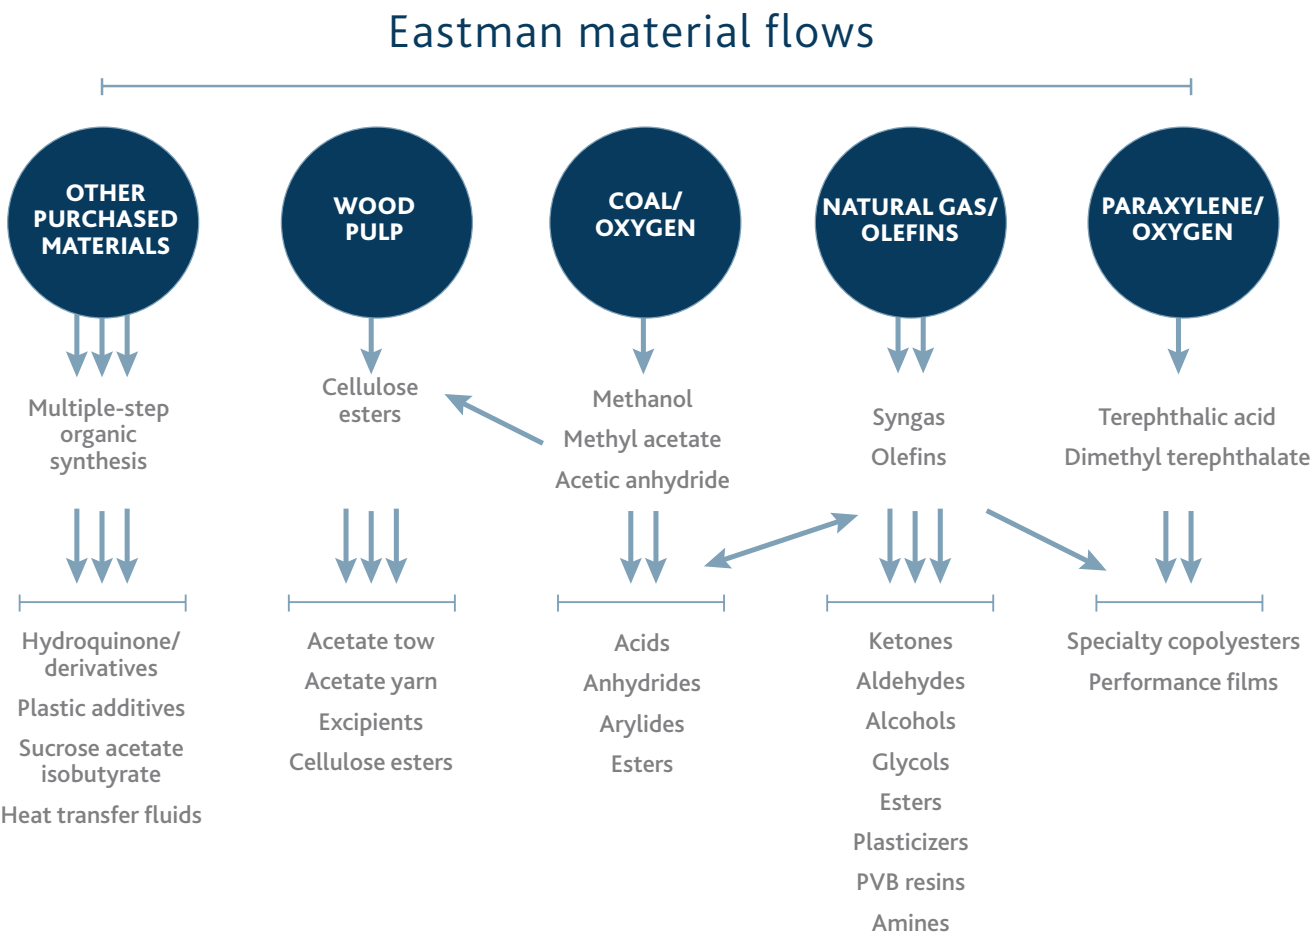 Eastman material flows
OTHER
PURCHASED
MATERIALS
WOOD
PULP
COAL/
OXYGEN
NATURAL GAS/
OLEFINS
PARAXYLENE/
OXYGEN
Multiple-step
organic
synthesis
Cellulose
esters
Methanol
Methyl acetate
Acetic anhydride
Syngas
Olefins
Terephthalic acid
Dimethyl terephthalate
Hydroquinone/
derivatives
Plastic additives
Sucrose acetate
isobutyrate
Heat transfer fluids
Acetate tow
Acetate yarn
Excipients
Cellulose esters
Acids
Anhydrides
Arylides
Esters
Ketones
Aldehydes
Alcohols
Glycols
Esters
Plasticizers
PVB resins
Amines
Specialty copolyesters
Performance films